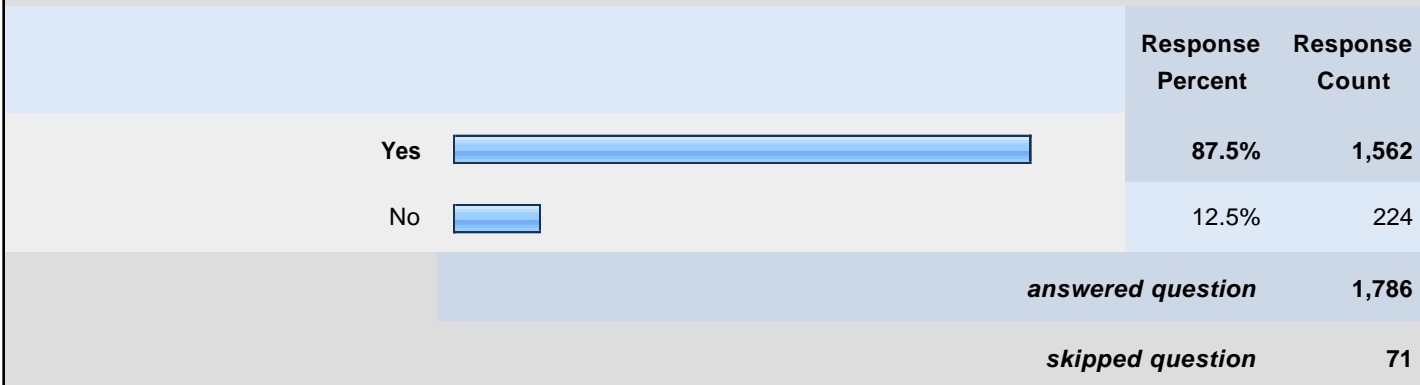 Response Response
Percent Count
Yes 87.5% 1,562
No 12.5% 224
answered question 1,786
skipped question 71